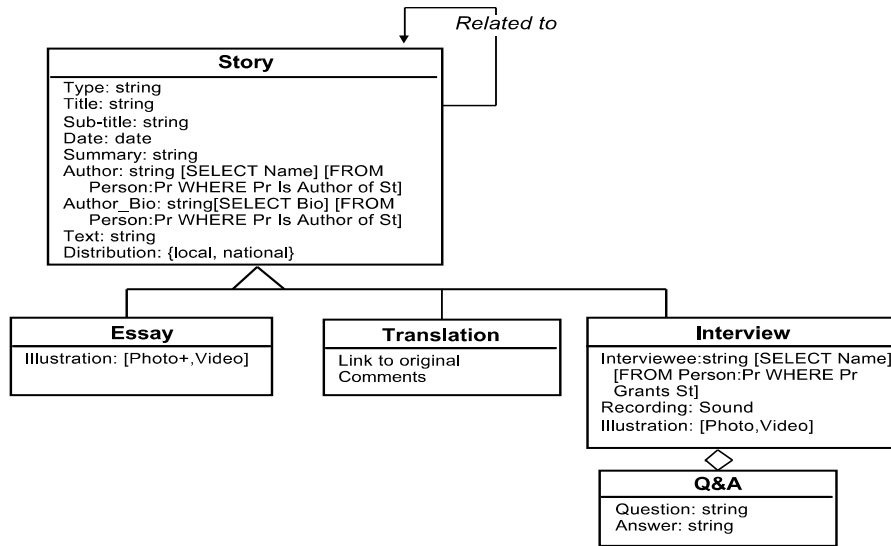 Related to
Story
Type: string
Title: string
Sub-title: string
Date: date
Summary: string
Author: string [SELECT Name] [FROM
Person:Pr WHERE Pr Is Author of St]
Author_Bio: string[SELECT Bio] [FROM
Person:Pr WHERE Pr Is Author of St]
Text: string
Distribution: {local, national}
Essay
Illustration: [Photo+,Video]
Translation
Link to original
Comments
Interview
Interviewee:string [SELECT Name]
[FROM Person:Pr WHERE Pr
Grants St]
Recording: Sound
Illustration: [Photo,Video]
Q&A
Question: string
Answer: string